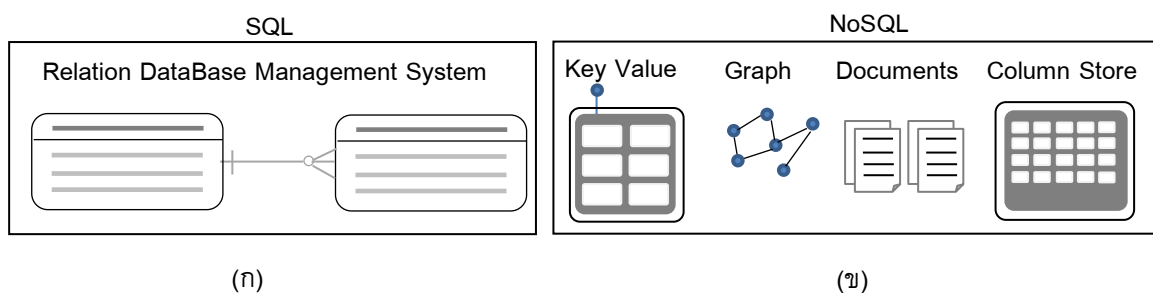 SQL
Relation DataBase Management System
(ก)
NoSQL
Key Value
Graph
Documents
Column Store
(ข)